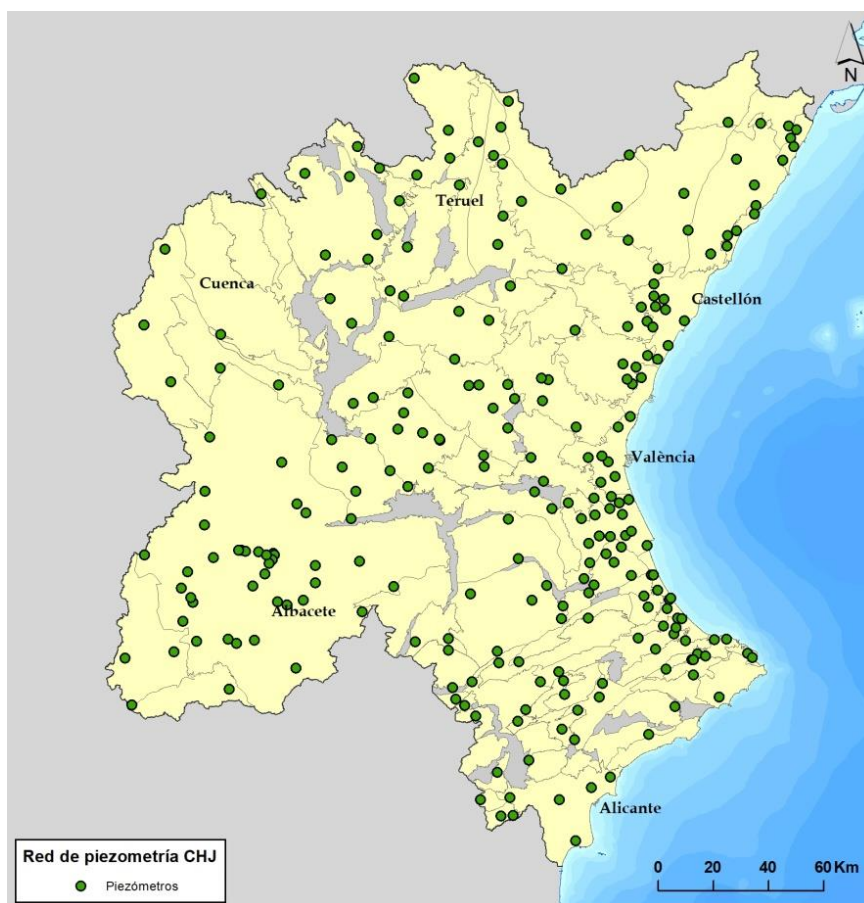 N
Teruel
Cuenca
Castellón
València
Albacete
Alicante
Red de piezometría CHJ
Piezómetros
0 20 40 60 Km